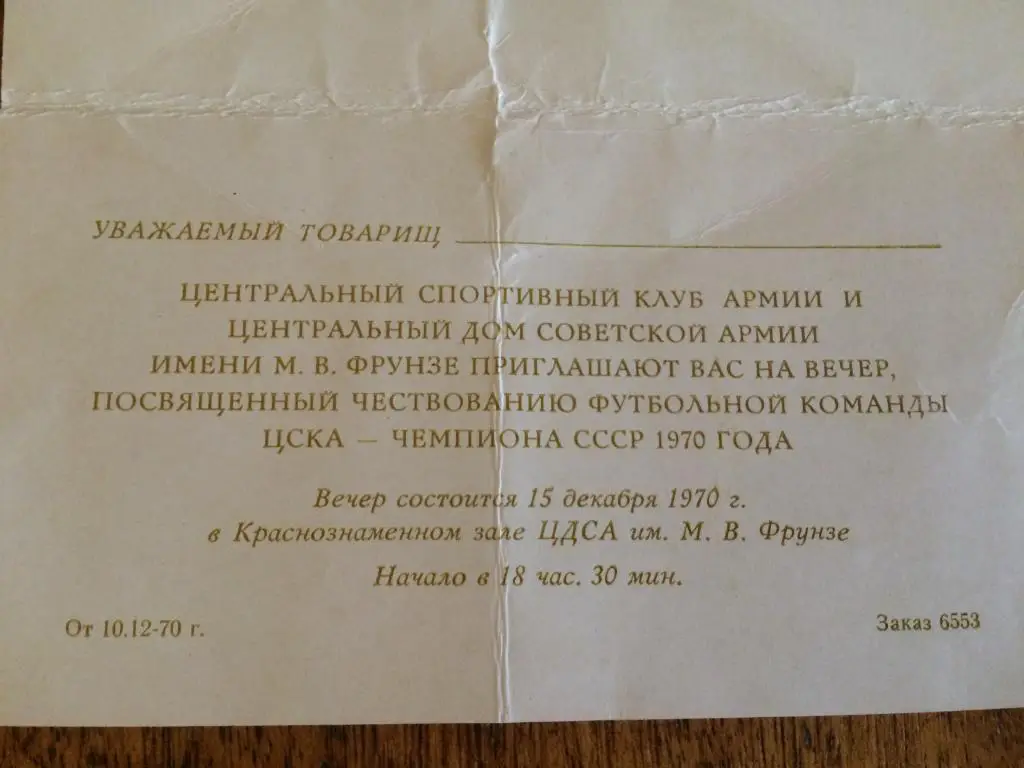 УВАЖАЕМЫЙ ТОВАРИЩ
ЦЕНТРАЛЬНЫЙ СПОРТИВНЫЙ КЛУБ АРМИИ И
ЦЕНТРАЛЬНЫЙ ДОМ СОВЕТСКОЙ АРМИИ
ИМЕНИ М. В. ФРУНЗЕ ПРИГЛАШАЮТ ВАС НА ВЕЧЕР,
ПОСВЯЩЕННЫЙ ЧЕСТВОВАНИЮ ФУТБОЛЬНОЙ КОМАНДЫ
ЦСКА — ЧЕМПИОНА СССР 1970 ГОДА
Вечер состоится 15 декабря 1970 г.
в Краснознаменном зале ЦДСА им. М. В. Фрунзе
Начало в 18 час. 30 мин.
От 10.12-70 г.
Заказ 6553